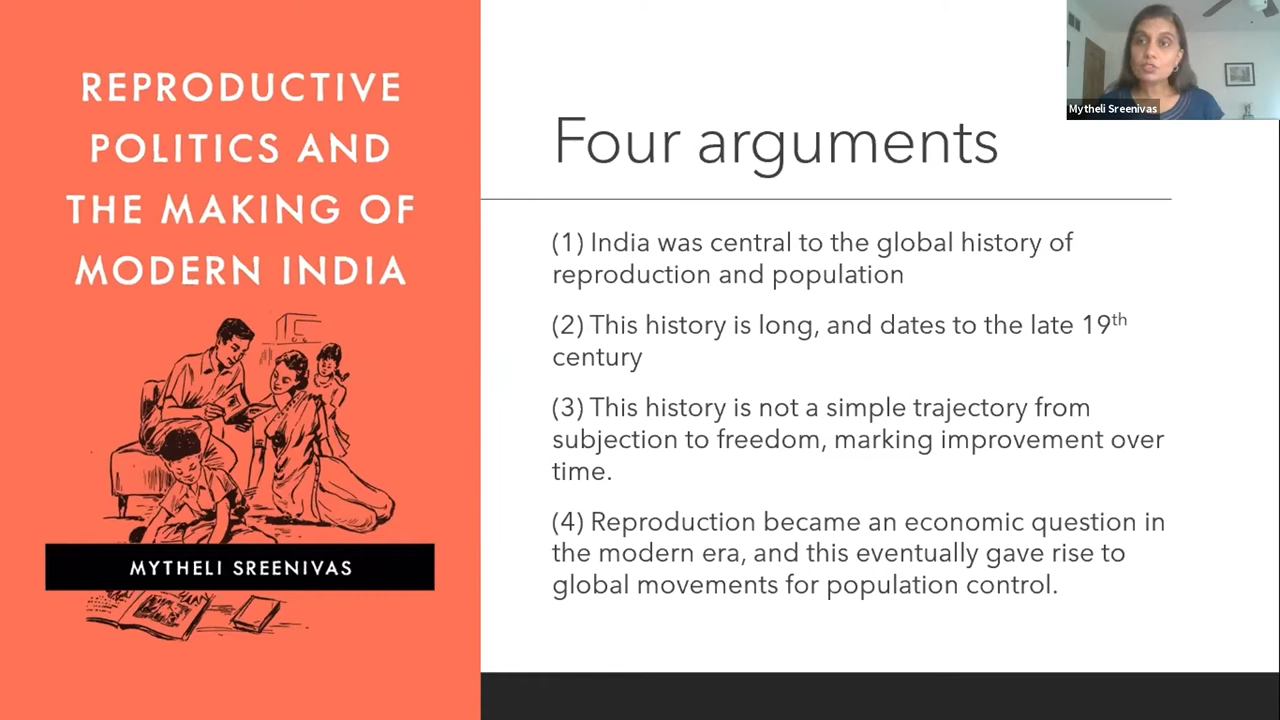 REPRODUCTIVE
POLITICS AND
THE MAKING OF
MODERN INDIA
MYTHELI SREENIVAS
Four arguments
(1) India was central to the global history of
reproduction and population
(2) This history is long, and dates to the late 19th
century
(3) This history is not a simple trajectory from
subjection to freedom, marking improvement over
time.
(4) Reproduction became an economic question in
the modern era, and this eventually gave rise to
global movements for population control.
Mytheli Sreenivas